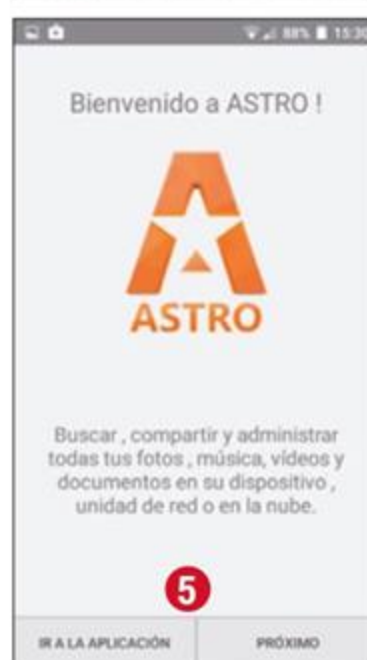 88% 15:30
Bienvenido a ASTRO !
ASTRO
Buscar , compartir y administrar
todas tus fotos , música, vídeos y
documentos en su dispositivo ,
unidad de red o en la nube.
5
IR A LA APLICACIÓN PRÓXIMO